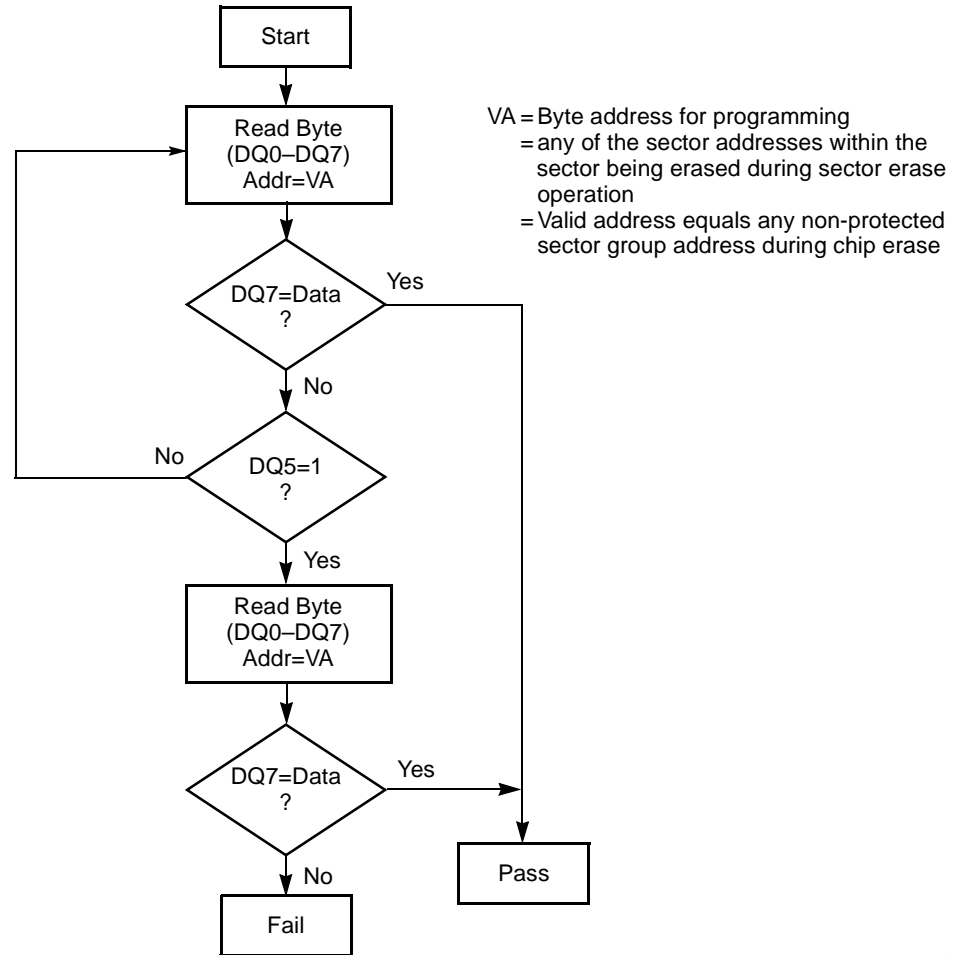 Start
Read Byte
(DQ0–DQ7)
Addr=VA
VA = Byte address for programming
= any of the sector addresses within the
sector being erased during sector erase
operation
= Valid address equals any non-protected
sector group address during chip erase
DQ7=Data
?
Yes
No
DQ5=1
?
No
Yes
Read Byte
(DQ0–DQ7)
Addr=VA
DQ7=Data
?
Yes
No
Pass
Fail